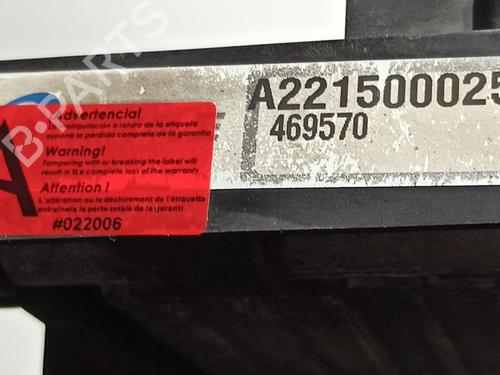 A221500025
469570
Advertencia!
La manipulación o rotura de la etiqueta
supone la pérdida completa de la garantía
Warning!
Tampering with or breaking the label will
result in the complete loss of the warranty
Attention !
L'altération ou le déchirement de l'étiquette
entraînera la perte totale de la garanti
#022006
B-PARTS